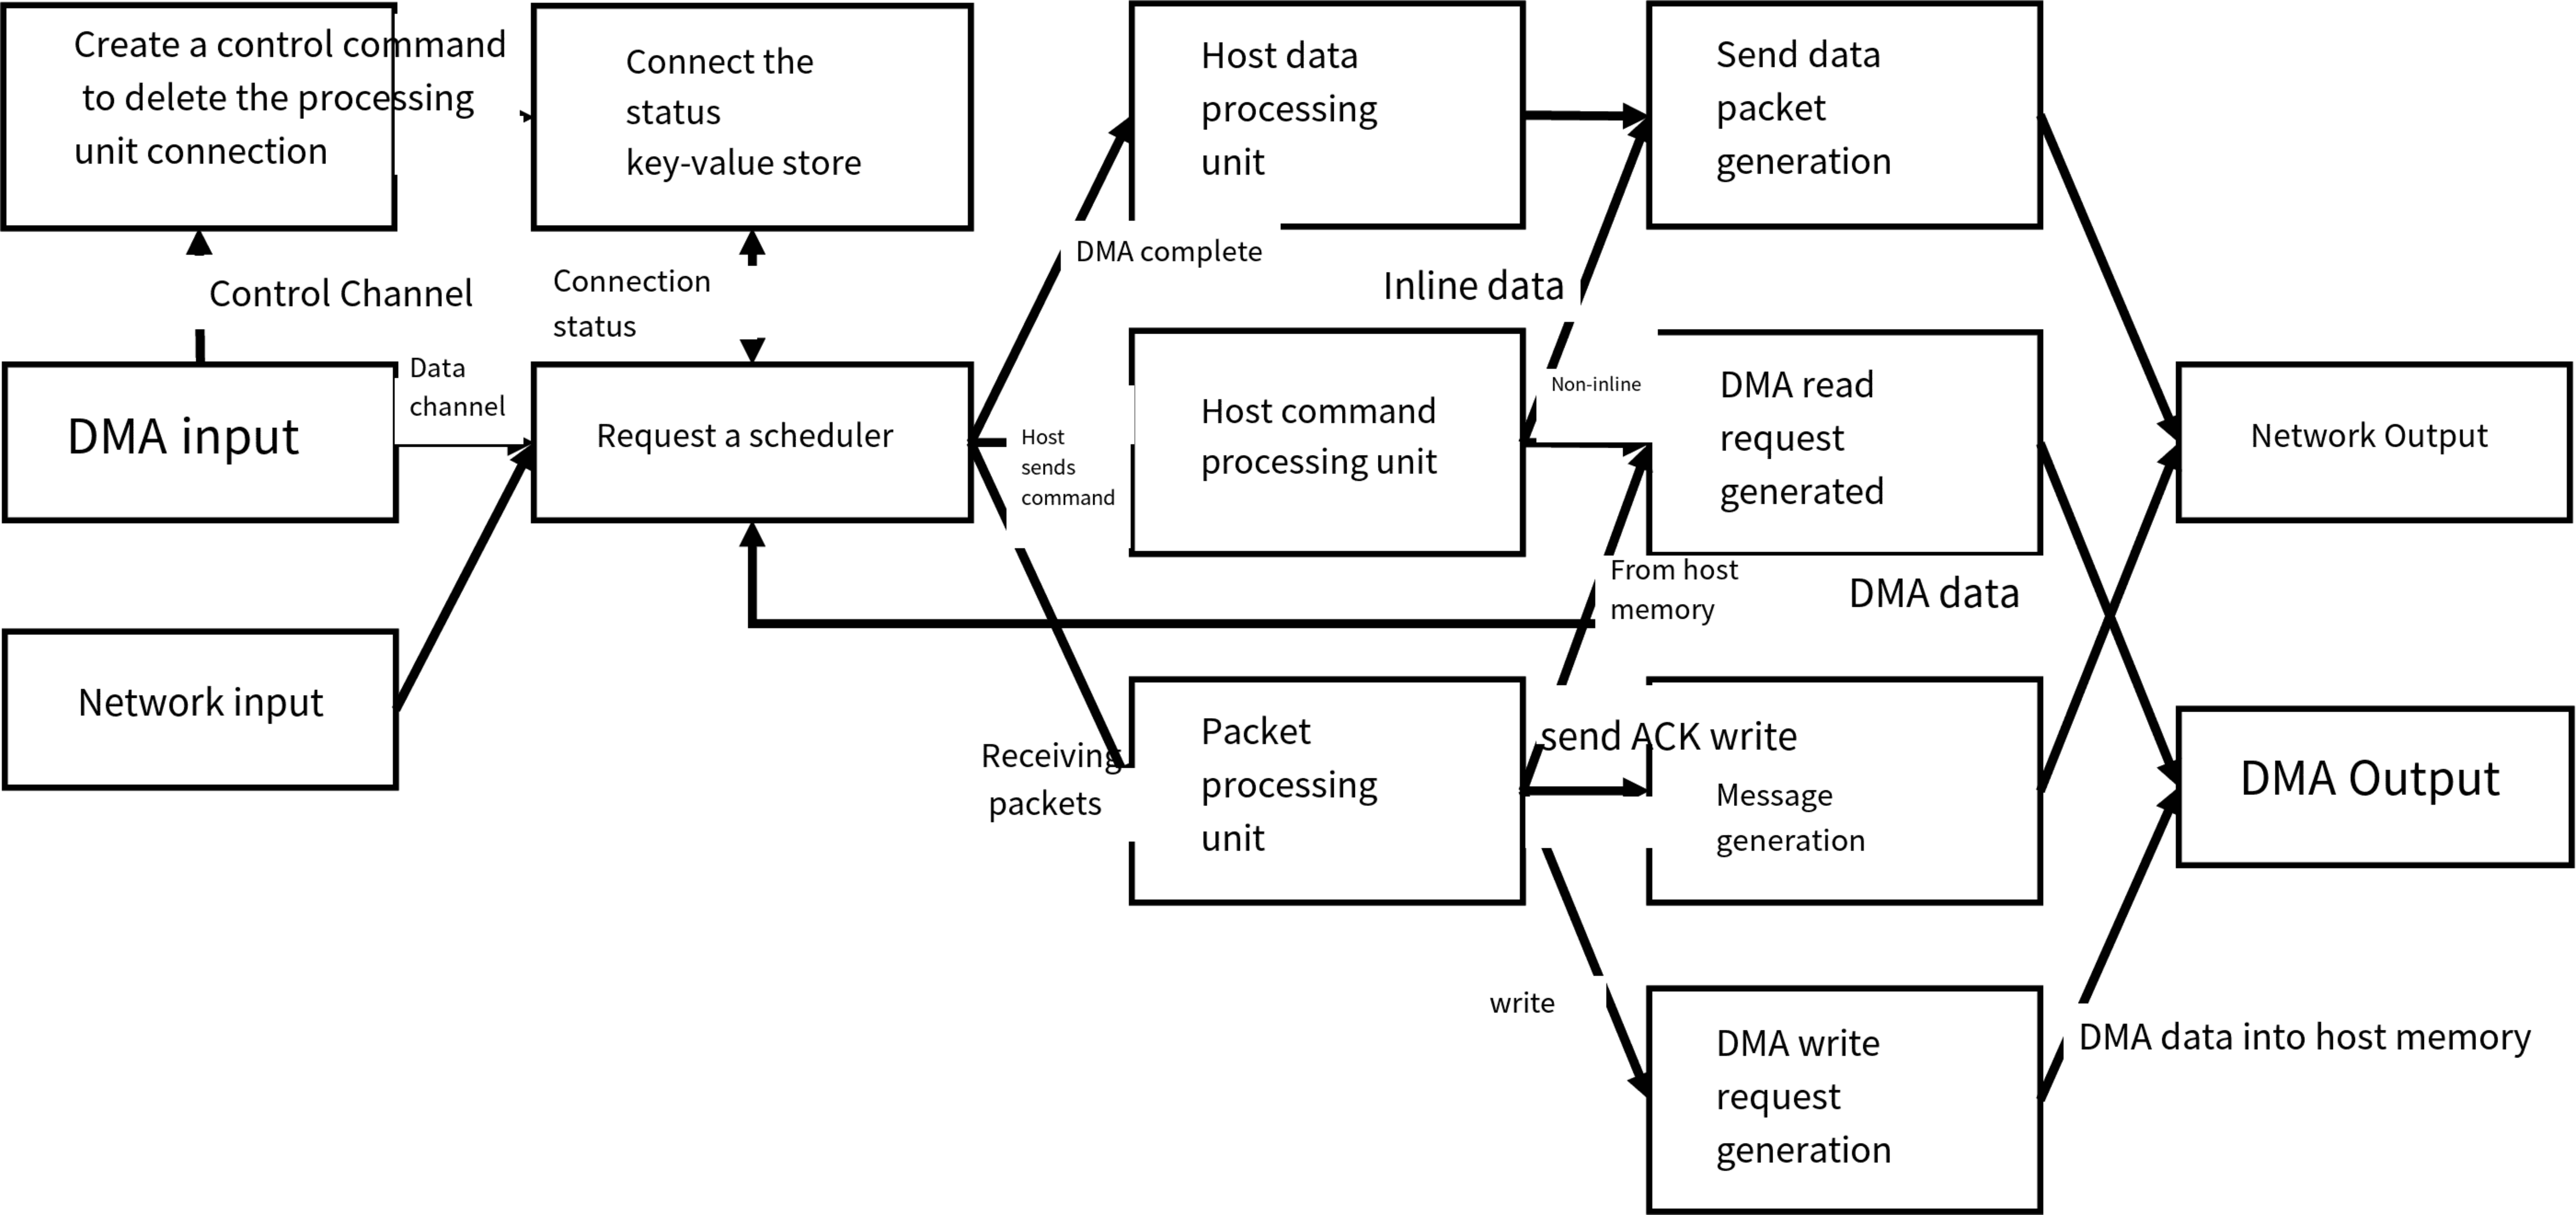 Create a control command
to delete the processing
unit connection
Connect the
status
key-value store
Host data
processing
unit
Send data
packet
generation
DMA complete
Control Channel
Connection
status
Inline data
Data
channel
Non-inline
DMA input
Request a scheduler
Host
sends
command
Host command
processing unit
DMA read
request
generated
Network Output
From host
memory
DMA data
Network input
Receiving
packets
Packet
processing
unit
send ACK write
Message
generation
DMA Output
write
DMA write
request
generation
DMA data into host memory